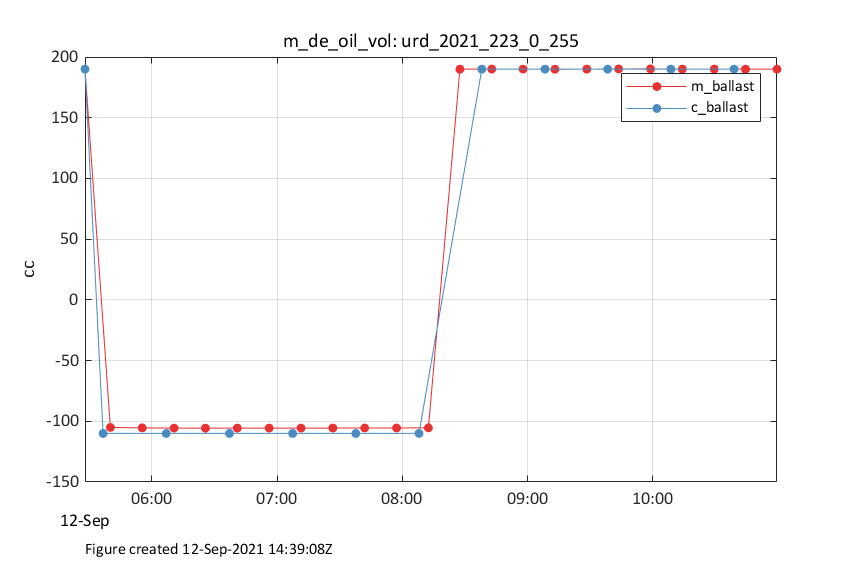 m_de_oil_vol: urd_2021_223_0_255
200
150
100
50
0
-50
-100
-150
cc
m_ballast
c_ballast
06:00 07:00 08:00 09:00 10:00
12-Sep
Figure created 12-Sep-2021 14:39:08Z